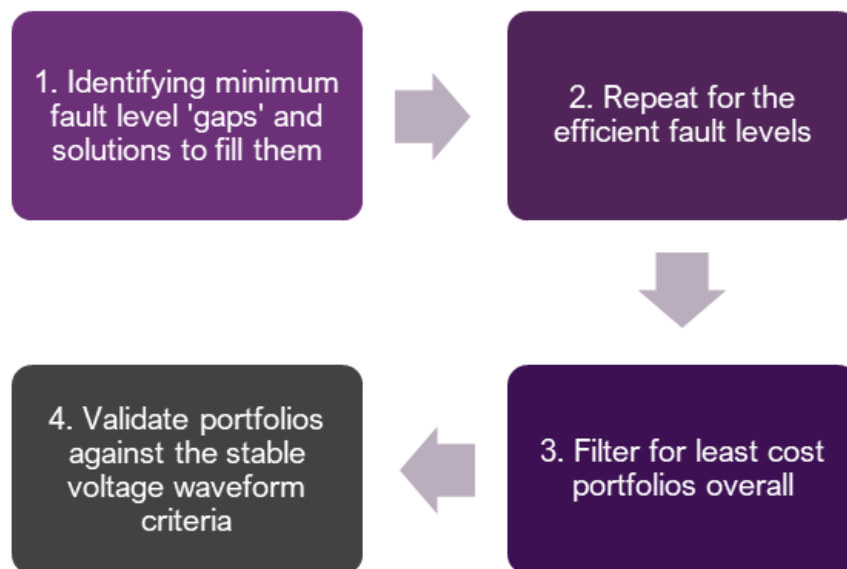 1. Identifying minimum
fault level 'gaps' and
solutions to fill them
2. Repeat for the
efficient fault levels
3. Filter for least cost
portfolios overall
4. Validate portfolios
against the stable
voltage waveform
criteria